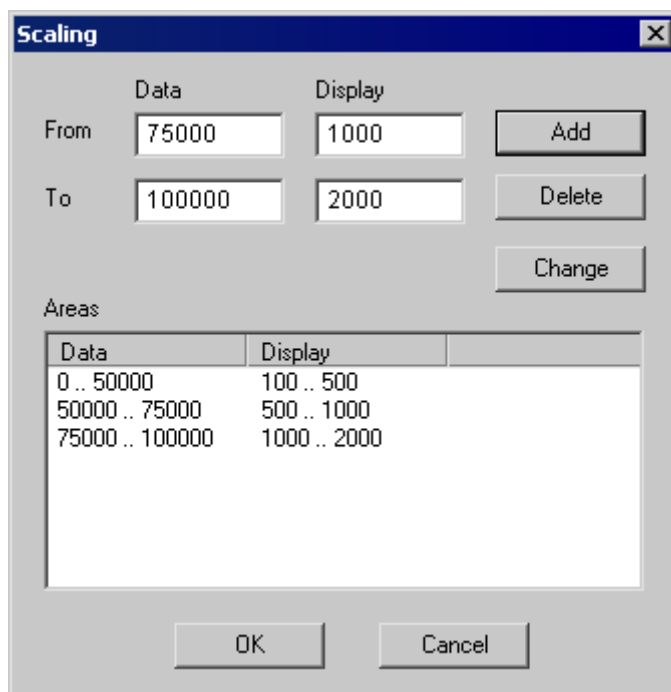 Scaling
Data Display
From 75000 1000 Add
To 100000 2000 Delete
Change
Areas
Data Display
0 .. 50000 100 .. 500
50000 .. 75000 500 .. 1000
75000 .. 100000 1000 .. 2000
OK Cancel